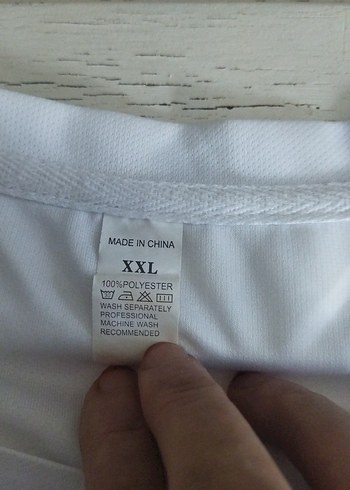 MADE IN CHINA
XXL
100%POLYESTER
WASH SEPARATELY
PROFESSIONAL
MACHINE WASH
RECOMMENDED